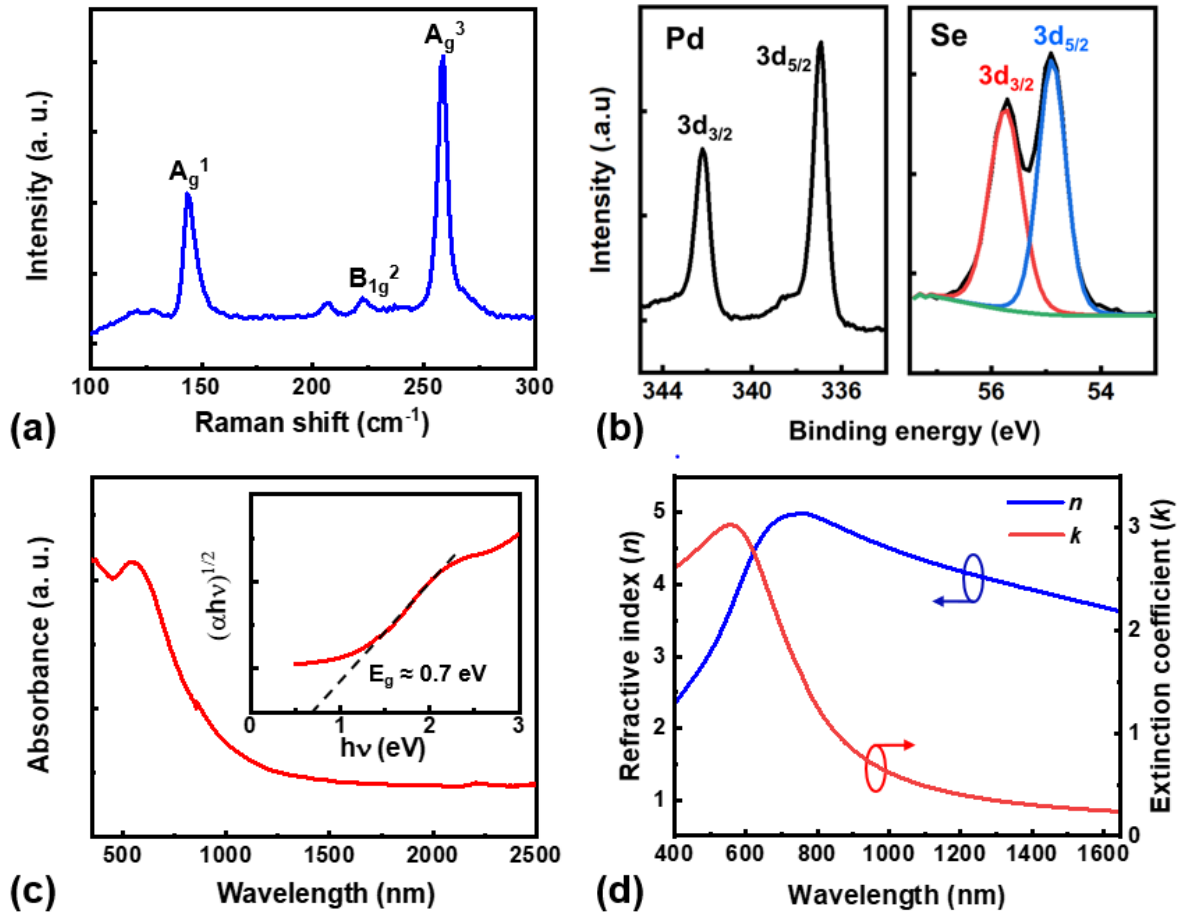 A_g^1
B_1g^2
A_g^3
Intensity (a. u.)
100 150 200 250 300
Raman shift (cm⁻¹)
(a)
Pd
3d_3/2
3d_5/2
Intensity (.a.u)
344 340 336
Se
3d_3/2
3d_5/2
56 54
Binding energy (eV)
(b)
Absorbance (a. u.)
500 1000 1500 2000 2500
Wavelength (nm)
(αhν)^1/2
E_g ≈ 0.7 eV
0 1 2 3
hν (eV)
(c)
Refractive index (n)
5
4
3
2
1
n
k
3
2
1
0
Extinction coefficient (k)
400 600 800 1000 1200 1400 1600
Wavelength (nm)
(d)